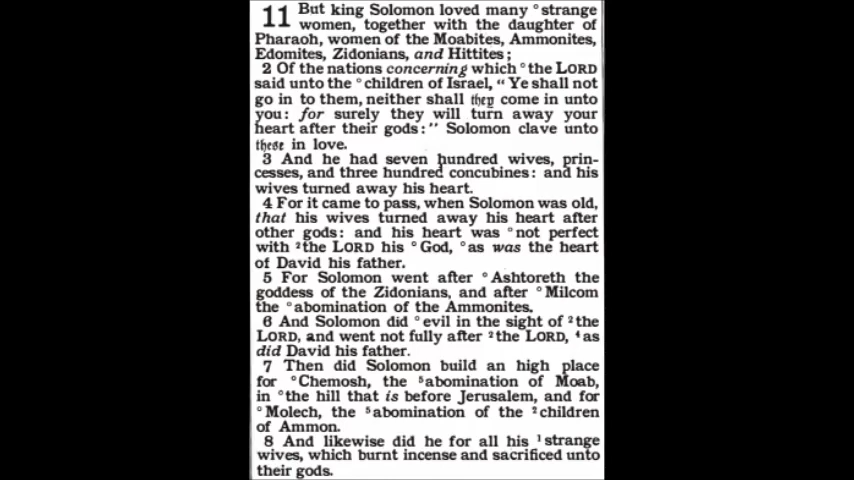 11 But king Solomon loved many °strange
women, together with the daughter of
Pharaoh, women of the Moabites, Ammonites,
Edomites, Zidonians, and Hittites;
2 Of the nations concerning which °the LORD
said unto the °children of Israel, "Ye shall not
go in to them, neither shall they come in unto
you: for surely they will turn away your
heart after their gods:" Solomon clave unto
these in love.
3 And he had seven hundred wives, prin-
cesses, and three hundred concubines: and his
wives turned away his heart.
4 For it came to pass, when Solomon was old,
that his wives turned away his heart after
other gods: and his heart was °not perfect
with ²the LORD his °God, °as was the heart
of David his father.
5 For Solomon went after °Ashtoreth the
goddess of the Zidonians, and after °Milcom
the °abomination of the Ammonites.
6 And Solomon did °evil in the sight of ²the
LORD, and went not fully after ²the LORD, ⁴as
did David his father.
7 Then did Solomon build an high place
for °Chemosh, the ⁵abomination of Moab,
in °the hill that is before Jerusalem, and for
°Molech, the ⁵abomination of the ²children
of Ammon.
8 And likewise did he for all his ¹strange
wives, which burnt incense and sacrificed unto
their gods.